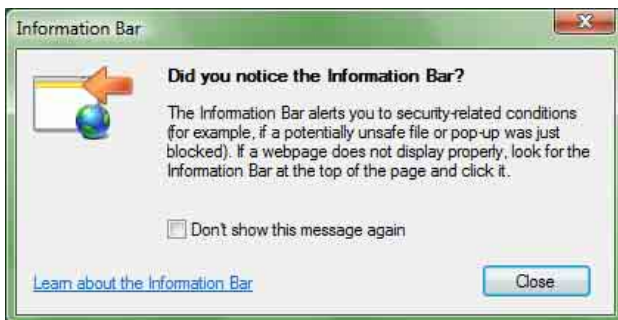 Information Bar
Did you notice the Information Bar?
The Information Bar alerts you to security-related conditions
(for example, if a potentially unsafe file or pop-up was just
blocked). If a webpage does not display properly, look for the
Information Bar at the top of the page and click it.
Don't show this message again
Learn about the Information Bar
Close